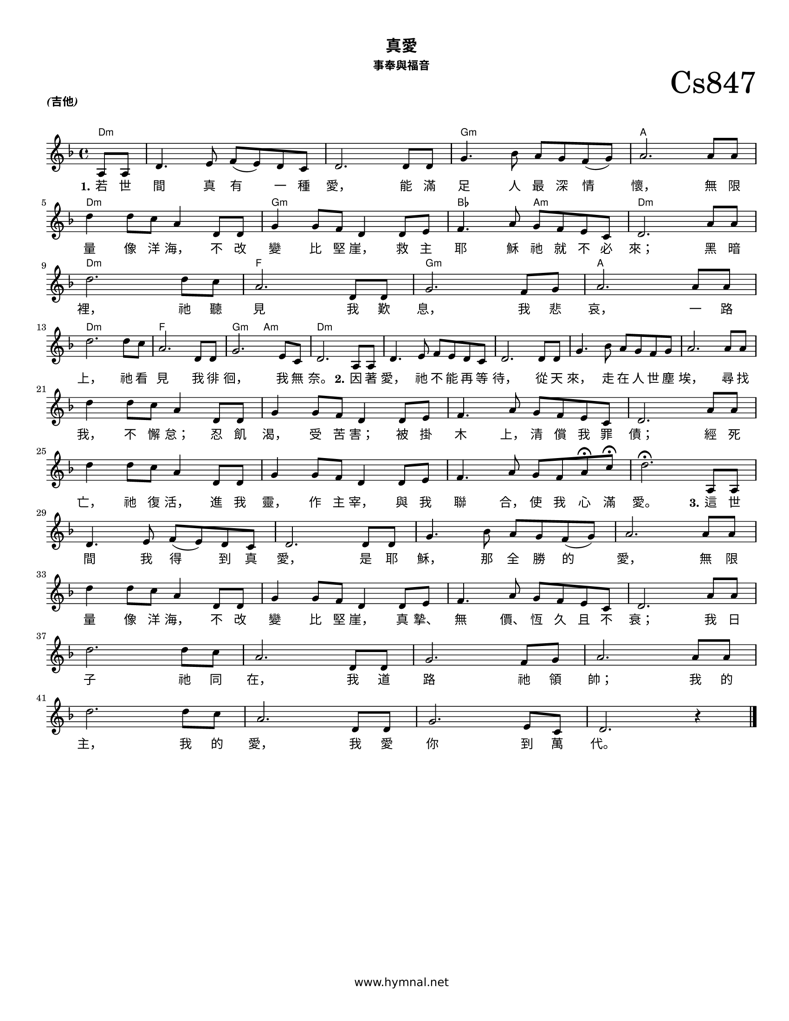 真愛
事奉與福音
Cs847
(吉他)
Dm Gm A
1. 若 世 間 真 有 一 種 愛， 能 滿 足 人 最 深 情 懷， 無 限
5 Dm Gm B♭ Am Dm
量 像 洋 海， 不 改 變 比 堅 崖， 救 主 耶 穌 祂 就 不 必 來； 黑 暗
9 Dm F Gm A
裡， 祂 聽 見 我 歎 息， 我 悲 哀， 一 路
13 Dm F Gm Am Dm
上， 祂 看 見 我 徘 徊， 我 無 奈。 2. 因 著 愛， 祂 不 能 再 等 待， 從 天 來， 走 在 人 世 塵 埃， 尋 找
21
我， 不 懈 怠； 忍 飢 渴， 受 苦 害； 被 掛 木 上， 清 償 我 罪 債； 經 死
25
亡， 祂 復 活， 進 我 靈， 作 主 宰， 與 我 聯 合， 使 我 心 滿 愛。 3. 這 世
29
間 我 得 到 真 愛， 是 耶 穌， 那 全 勝 的 愛， 無 限
33
量 像 洋 海， 不 改 變 比 堅 崖， 真 摯、 無 價、 恆 久 且 不 衰； 我 日
37
子 祂 同 在， 我 道 路 祂 領 帥； 我 的
41
主， 我 的 愛， 我 愛 你 到 萬 代。
www.hymnal.net